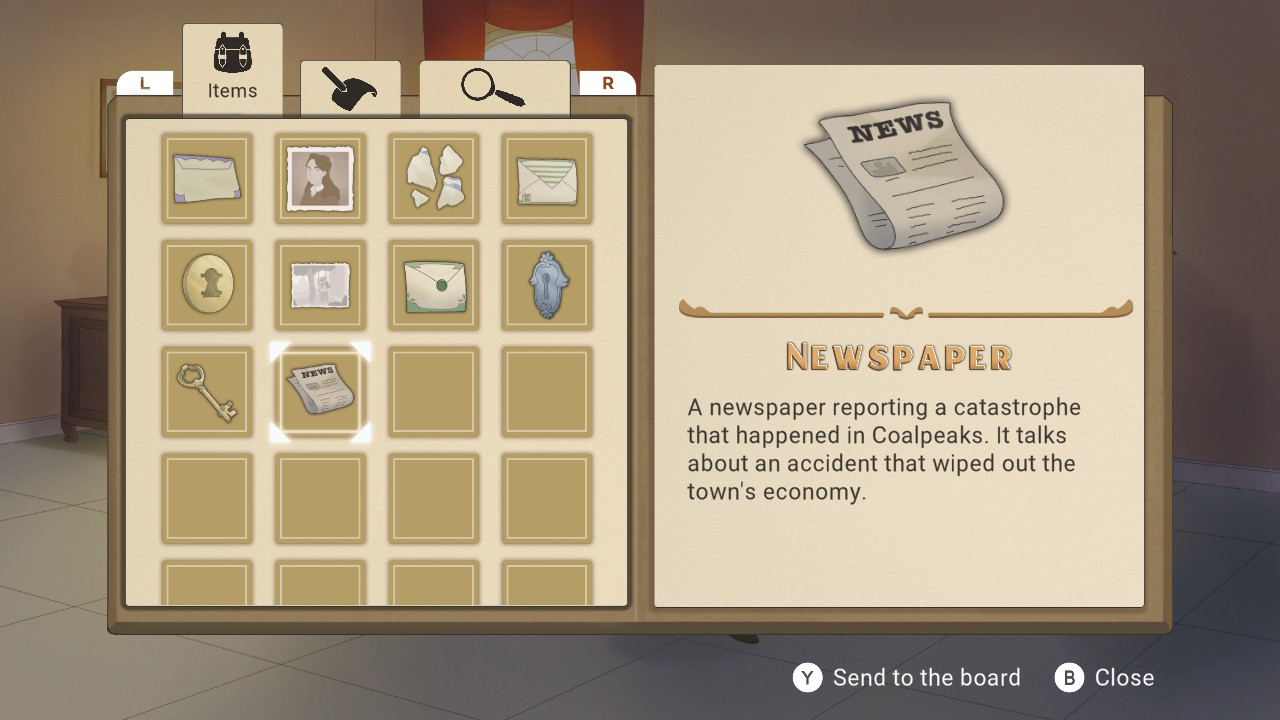 L
Items
R
NEWS
NEWS
NEWSPAPER
A newspaper reporting a catastrophe
that happened in Coalpeaks. It talks
about an accident that wiped out the
town's economy.
Y Send to the board
B Close